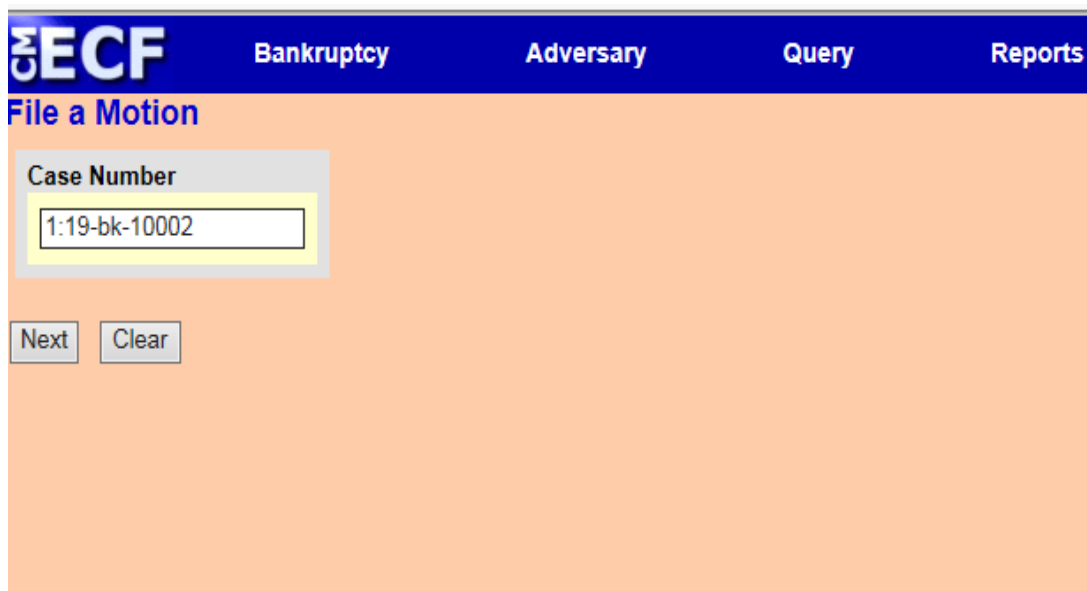 CM ECF Bankruptcy Adversary Query Reports
File a Motion
Case Number
1:19-bk-10002
Next Clear